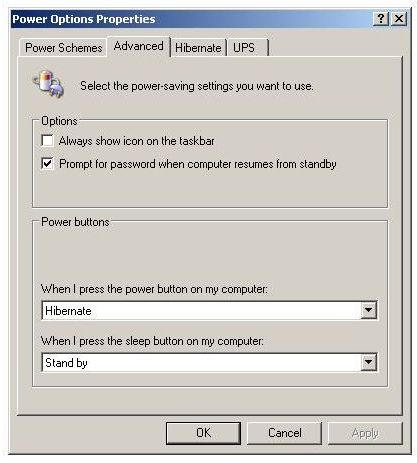 Power Options Properties
Power Schemes Advanced Hibernate UPS
Select the power-saving settings you want to use.
Options
Always show icon on the taskbar
Prompt for password when computer resumes from standby
Power buttons
When I press the power button on my computer:
Hibernate
When I press the sleep button on my computer:
Stand by
OK Cancel Apply